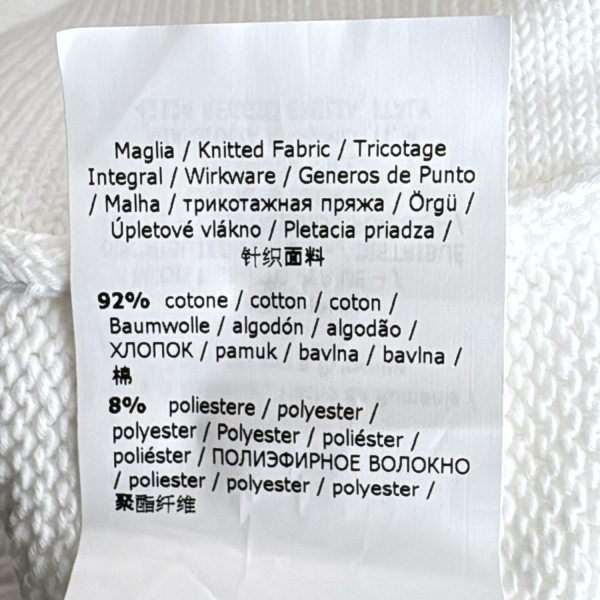 Maglia / Knitted Fabric / Tricotage
Integral / Wirkware / Generos de Punto
/ Malha / трикотажная пряжа / Örgü /
Úpletové vlákno / Pletacia priadza /
针织面料
92% cotone / cotton / coton /
Baumwolle / algodón / algodão /
ХЛОПОК / pamuk / bavlna / bavlna /
棉
8% poliestere / polyester /
polyester / Polyester / poliéster /
poliéster / ПОЛИЭФИРНОЕ ВОЛОКНО
/ poliester / polyester / polyester /
聚酯纤维